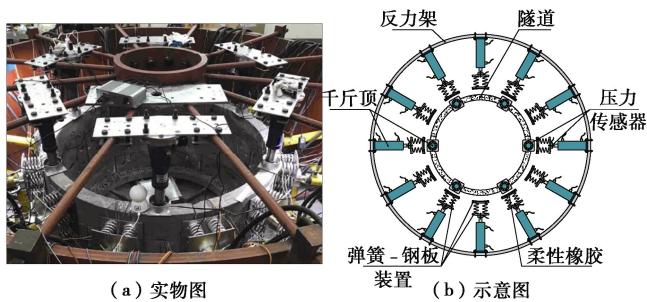 反力架
隧道
千斤顶
压力
传感器
弹簧-钢板
装置
柔性橡胶
(a)实物图
(b)示意图